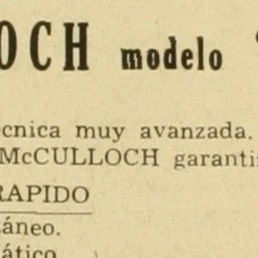 OCH modelo
cnica muy avanzada.
McCULLOCH garanti
RAPIDO
táneo.
ático